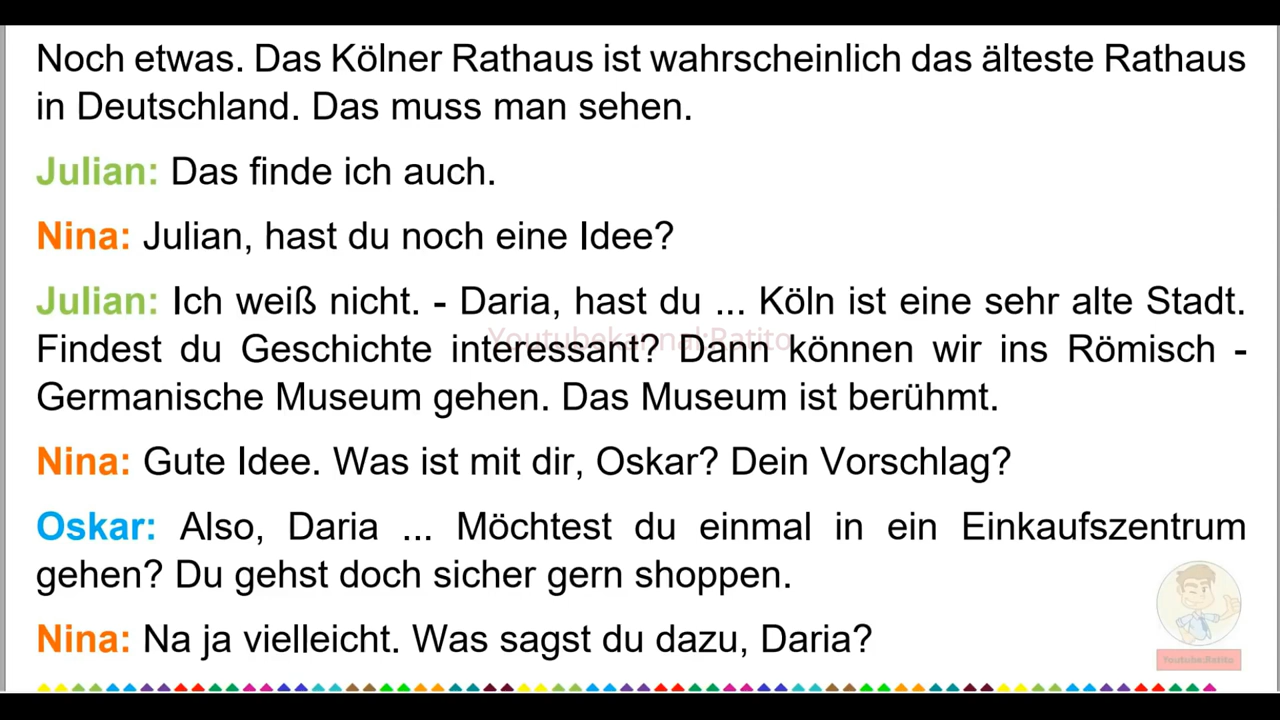 Noch etwas. Das Kölner Rathaus ist wahrscheinlich das älteste Rathaus
in Deutschland. Das muss man sehen.
Julian: Das finde ich auch.
Nina: Julian, hast du noch eine Idee?
Julian: Ich weiß nicht. - Daria, hast du ... Köln ist eine sehr alte Stadt.
Youtubekannal:Ratito
Findest du Geschichte interessant? Dann können wir ins Römisch -
Germanische Museum gehen. Das Museum ist berühmt.
Nina: Gute Idee. Was ist mit dir, Oskar? Dein Vorschlag?
Oskar: Also, Daria ... Möchtest du einmal in ein Einkaufszentrum
gehen? Du gehst doch sicher gern shoppen.
Nina: Na ja vielleicht. Was sagst du dazu, Daria?
Youtube:Ratito